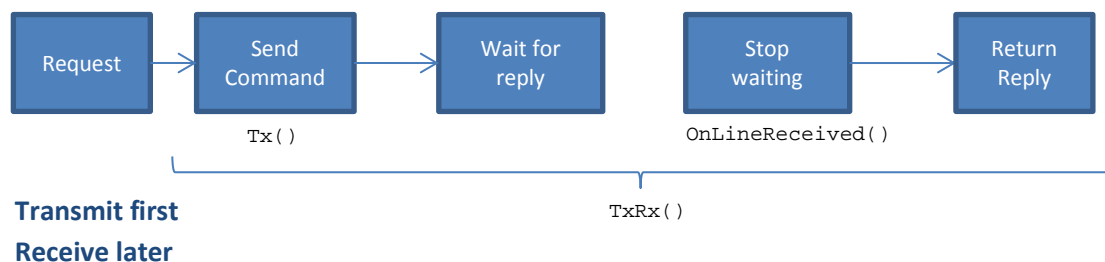 Request
Send
Command
Wait for
reply
Stop
waiting
Return
Reply
Tx()
OnLineReceived()
TxRx()
Transmit first
Receive later